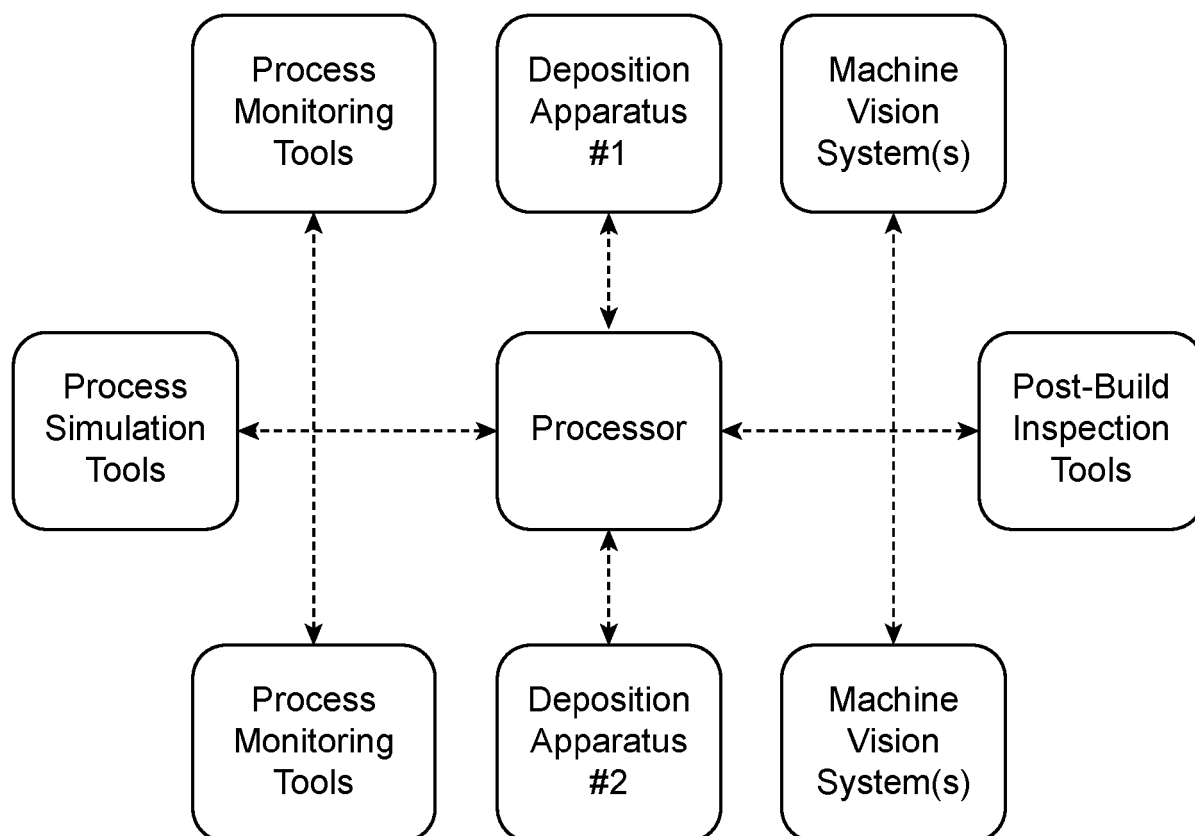 Process
Monitoring
Tools
Deposition
Apparatus
#1
Machine
Vision
System(s)
Process
Simulation
Tools
Processor
Post-Build
Inspection
Tools
Process
Monitoring
Tools
Deposition
Apparatus
#2
Machine
Vision
System(s)